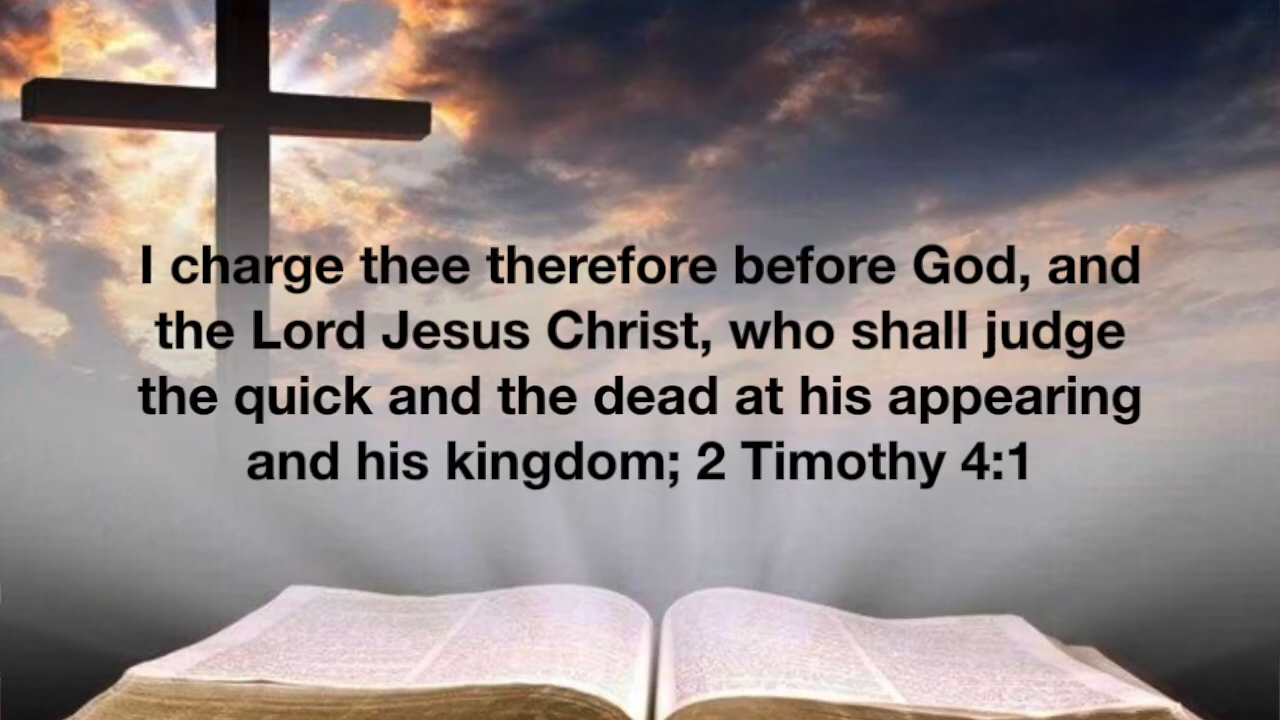 I charge thee therefore before God, and
the Lord Jesus Christ, who shall judge
the quick and the dead at his appearing
and his kingdom; 2 Timothy 4:1